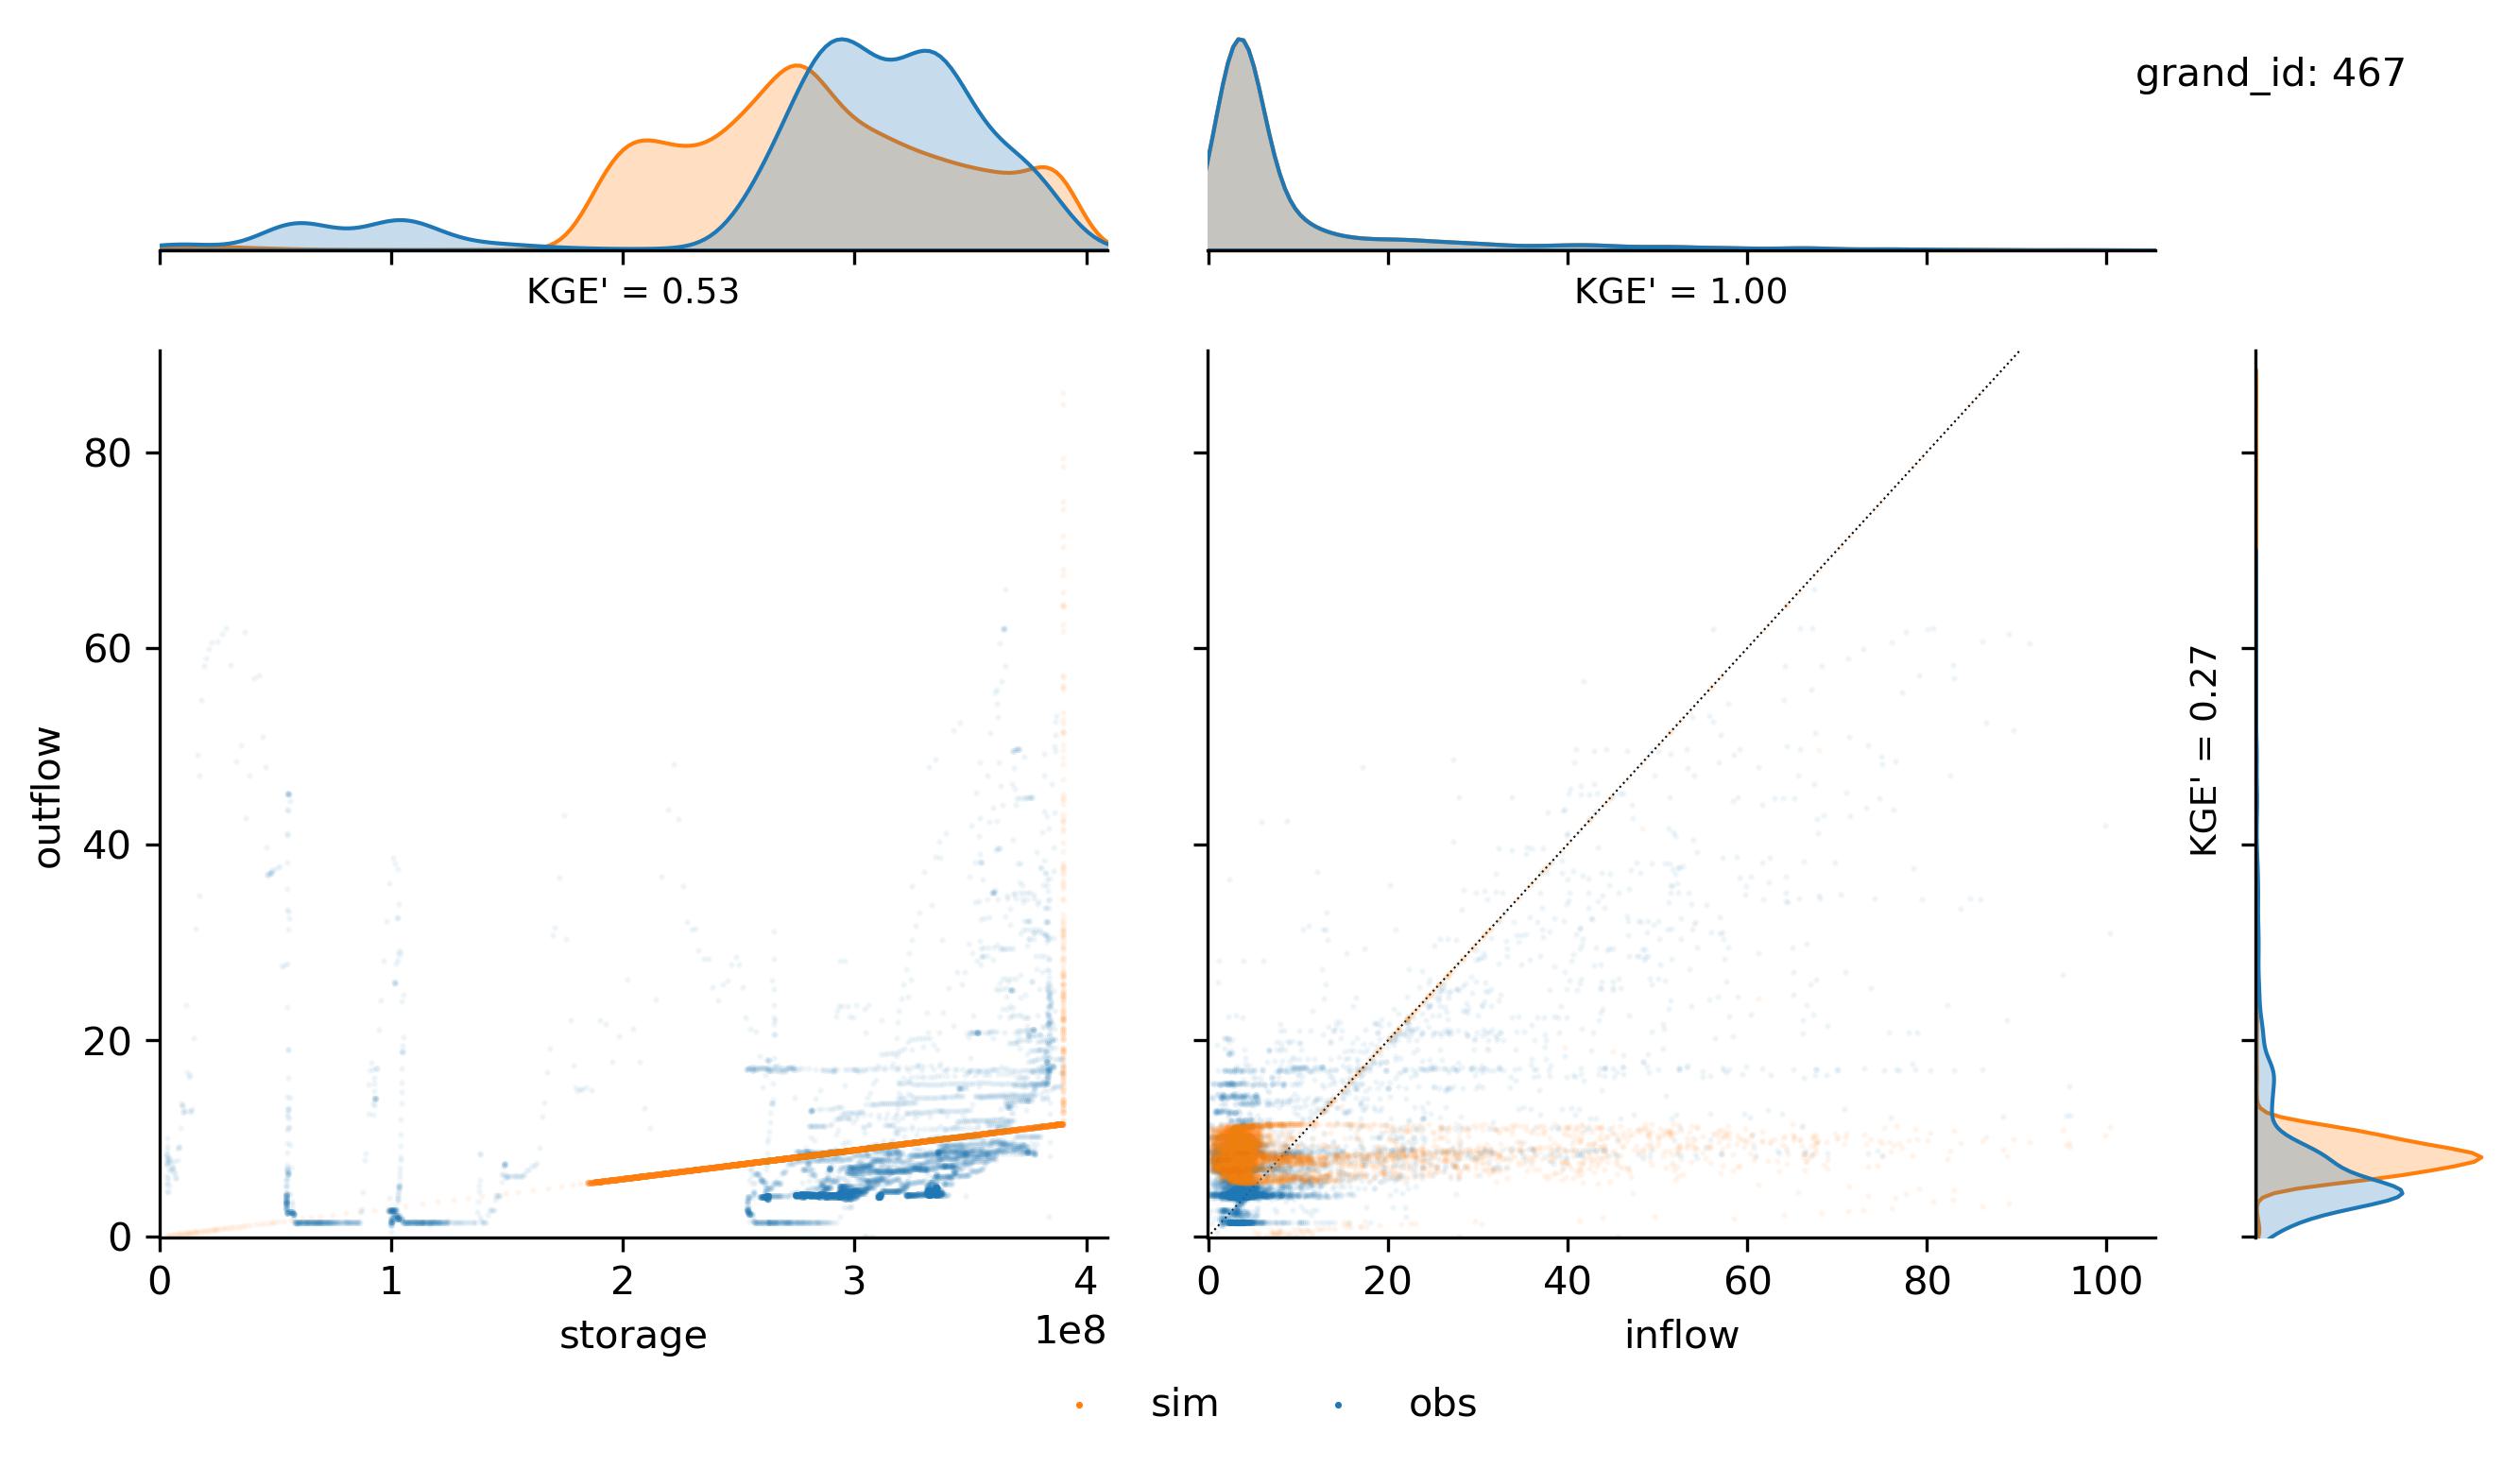 grand_id: 467
KGE' = 0.53
KGE' = 1.00
outflow
80
60
40
20
0
KGE' = 0.27
0 1 2 3 4
1e8
storage
0 20 40 60 80 100
inflow
sim obs